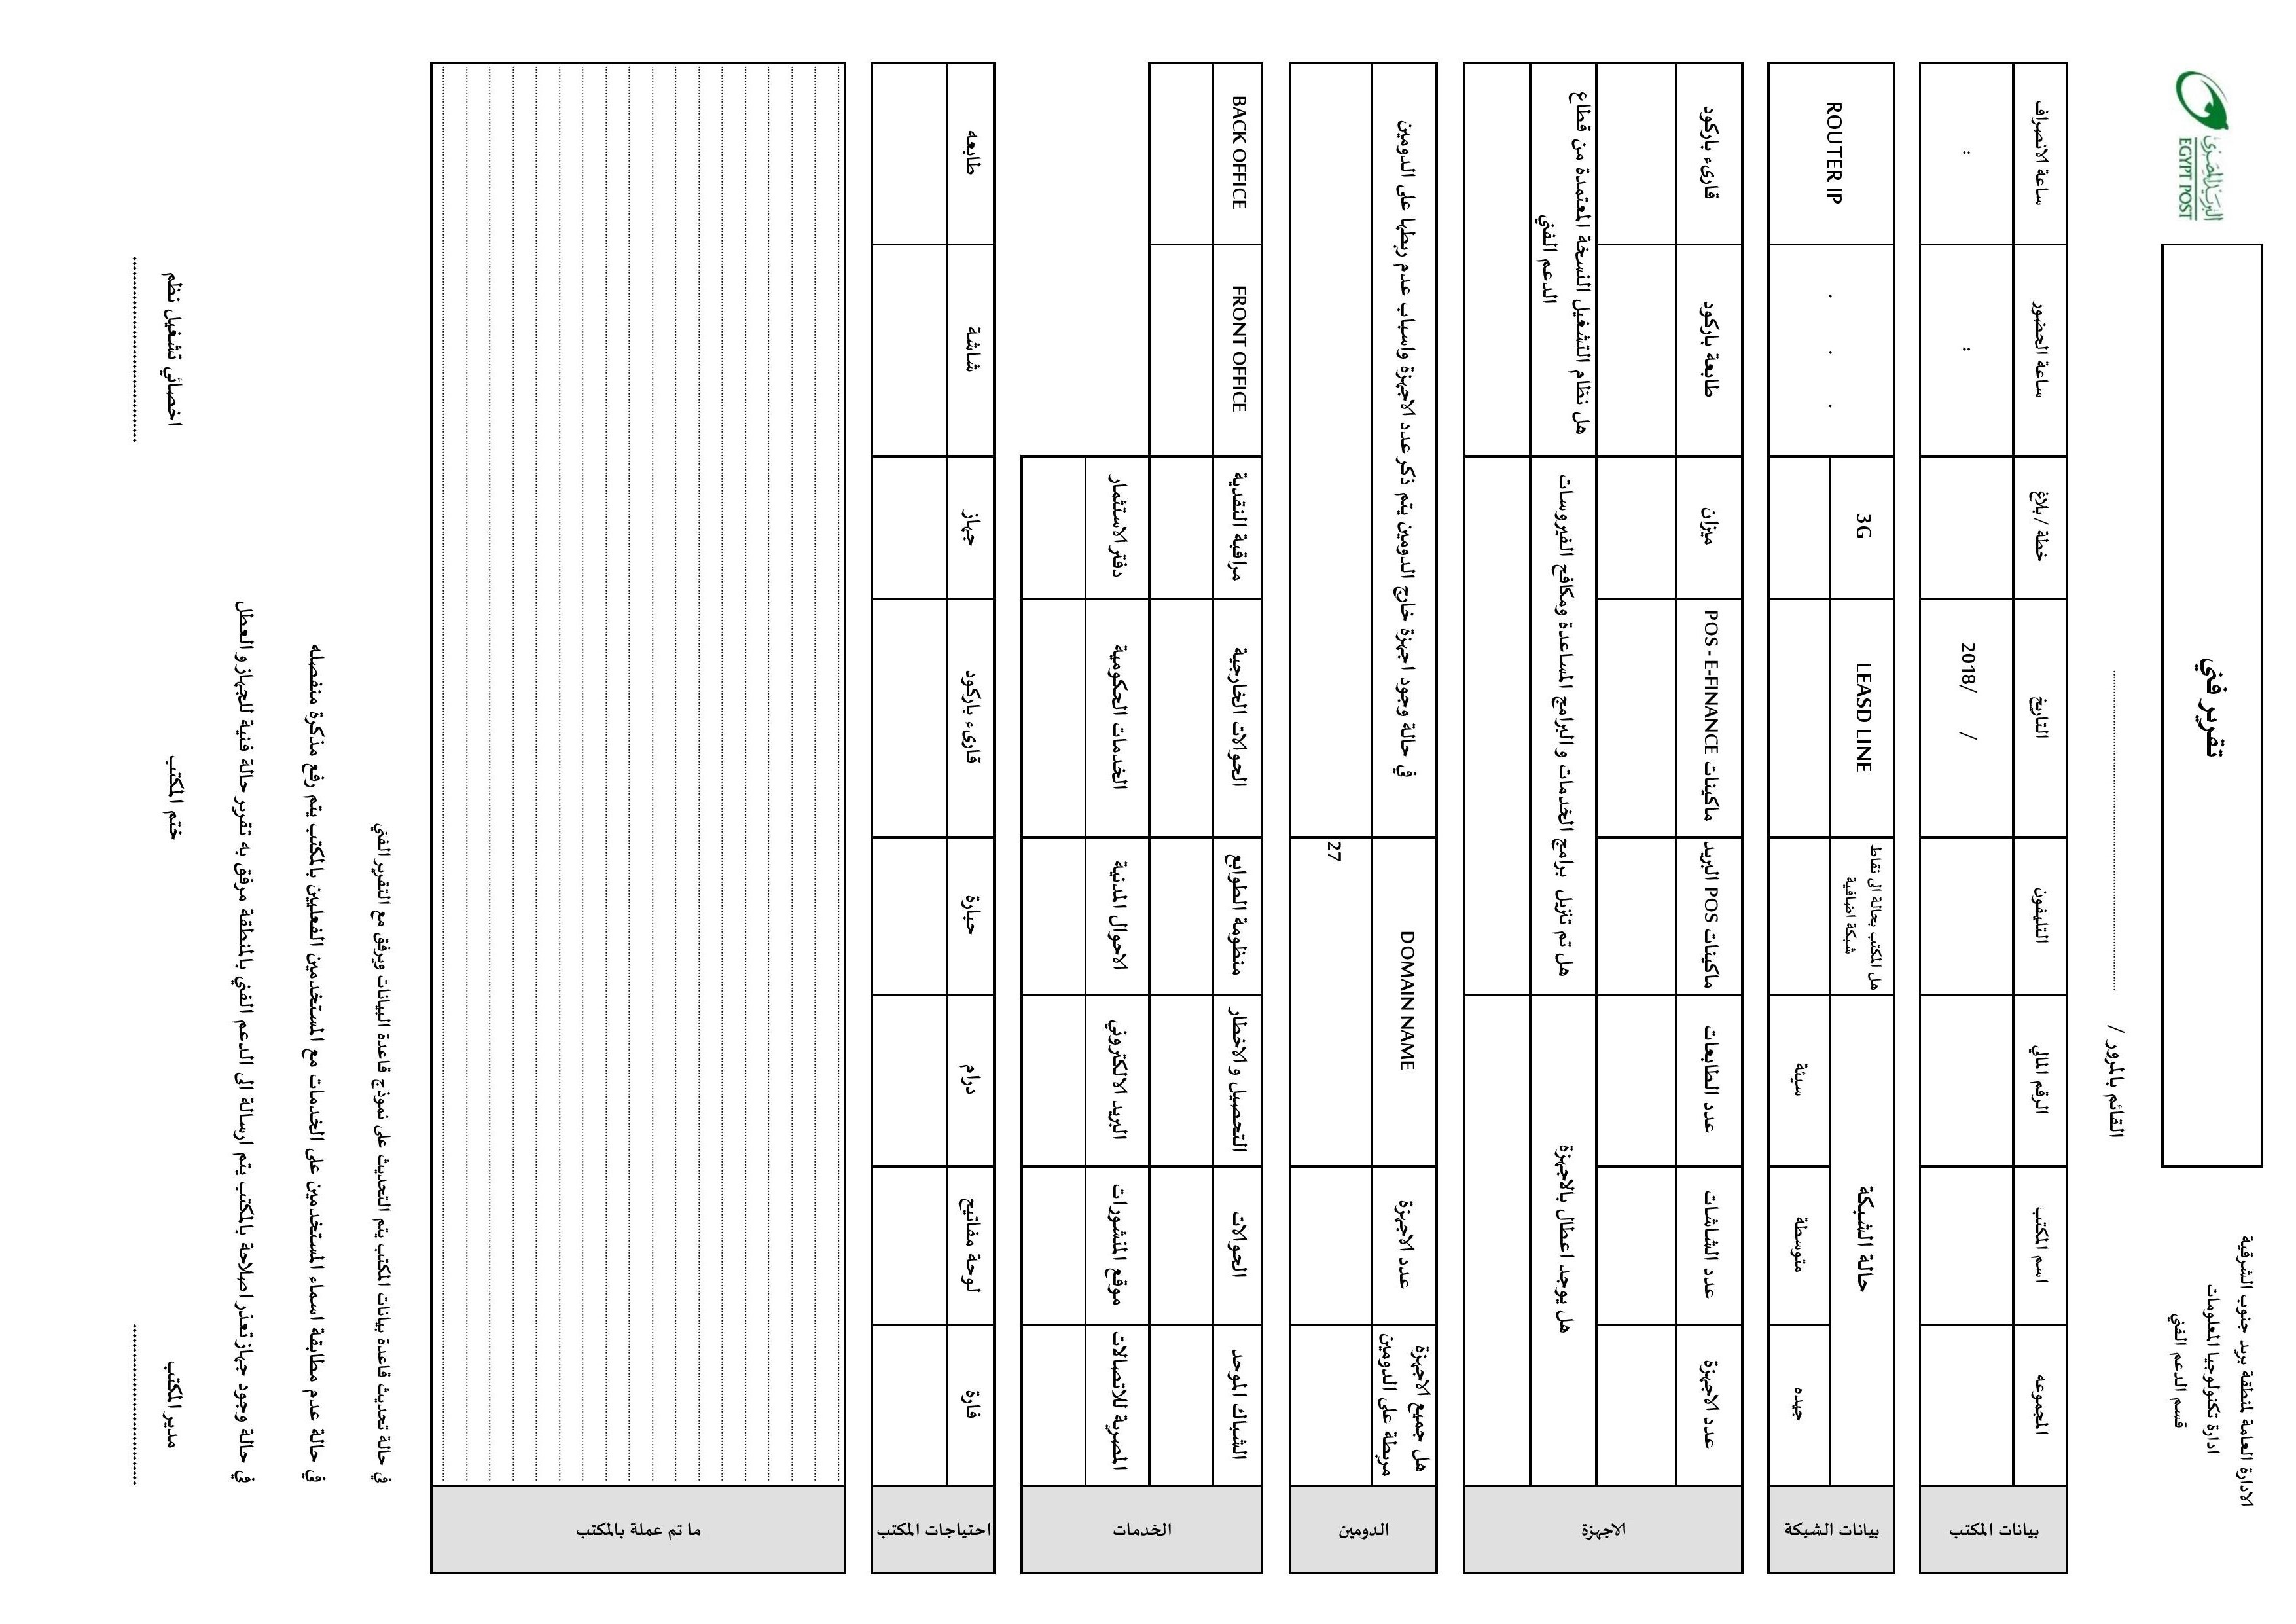 الادارة العامة لمنطقة بريد جنوب الشرقية
ادارة تكنولوجيا المعلومات
قسم الدعم الفني
تقرير فني
البريد المصري
EGYPT POST
القائم بالمرور / ........................................
بيانات المكتب
المجموعه
اسم المكتب
الرقم المالي
التليفون
التاريخ
خطة / بلاغ
ساعة الحضور
ساعة الانصراف
/ /2018
:
:
بيانات الشبكة
حالة الشبكة
هل المكتب بحالة الى نقاط
شبكة اضافية
LEASD LINE
3G
. . .
ROUTER IP
جيده
متوسطة
سيئة
الاجهزة
عدد الاجهزة
عدد الشاشات
عدد الطابعات
ماكينات POS البريد
ماكينات POS - E-FINANCE
ميزان
طابعة باركود
قارىء باركود
هل يوجد اعطال بالاجهزة
هل تم تنزيل برامج الخدمات و البرامج المساعدة ومكافح الفيروسات
هل نظام التشغيل النسخة المعتمدة من قطاع
الدعم الفني
الدومين
هل جميع الاجهزة
مربطة على الدومين
عدد الاجهزة
DOMAIN NAME
في حالة وجود اجهزة خارج الدومين يتم ذكر عدد الاجهزة واسباب عدم ربطها على الدومين
27
الخدمات
الشباك الموحد
الحوالات
التحصيل و الاخطار
منظومة الطوابع
الحوالات الخارجية
مراقبة النقدية
FRONT OFFICE
BACK OFFICE
المصرية للاتصالات
موقع المنشورات
البريد الالكتروني
الاحوال المدنية
الخدمات الحكومية
دفتر الاستثمار
احتياجات المكتب
فارة
لوحة مفاتيح
درام
حبارة
قارىء باركود
جهاز
شاشة
طابعه
ما تم عملة بالمكتب
في حالة تحديث قاعدة بيانات المكتب يتم التحديث على نموذج قاعدة البيانات ويرفق مع التقرير الفني
في حالة عدم مطابقة اسماء المستخدمين على الخدمات مع المستخدمين الفعليين بالمكتب يتم رفع مذكرة منفصله
في حالة وجود جهاز تعذر اصلاحة بالمكتب يتم ارسالة الى الدعم الفني بالمنطقة مرفق به تقرير حالة فنية للجهاز و العطل
مدير المكتب
ختم المكتب
اخصائي تشغيل نظم